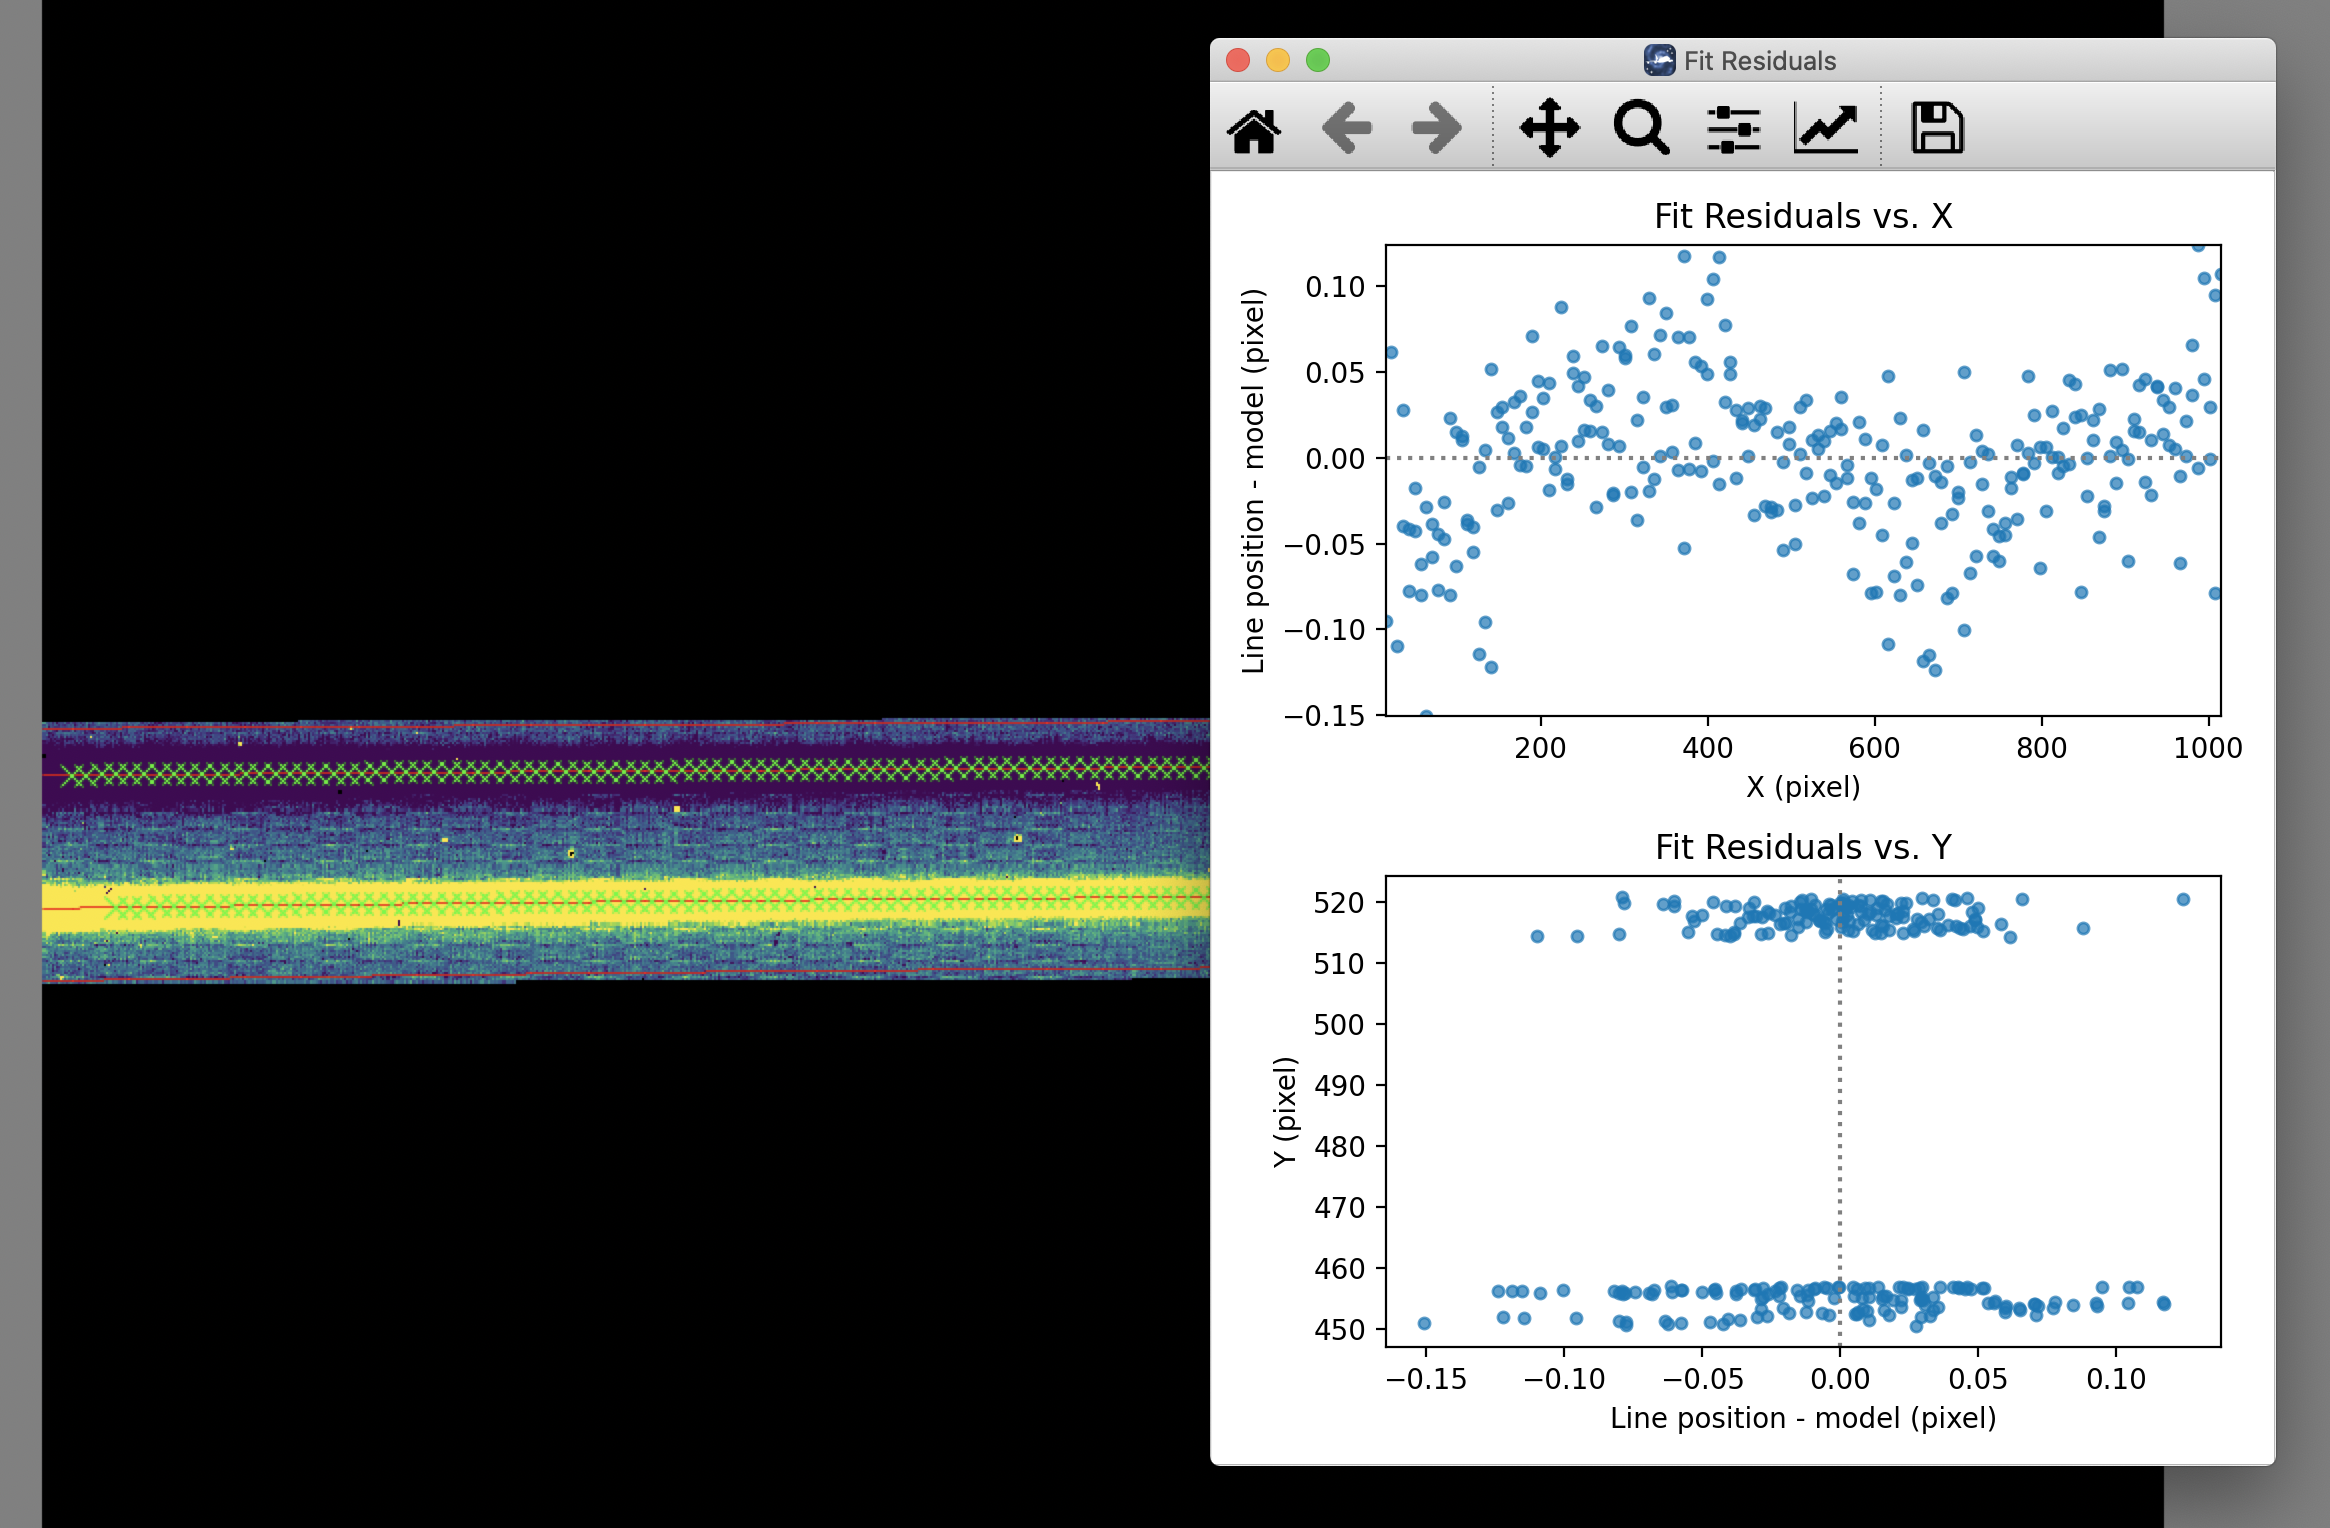 Fit Residuals
Fit Residuals vs. X
Line position - model (pixel)
0.10
0.05
0.00
−0.05
−0.10
−0.15
200 400 600 800 1000
X (pixel)
Fit Residuals vs. Y
Y (pixel)
520
510
500
490
480
470
460
450
−0.15 −0.10 −0.05 0.00 0.05 0.10
Line position - model (pixel)